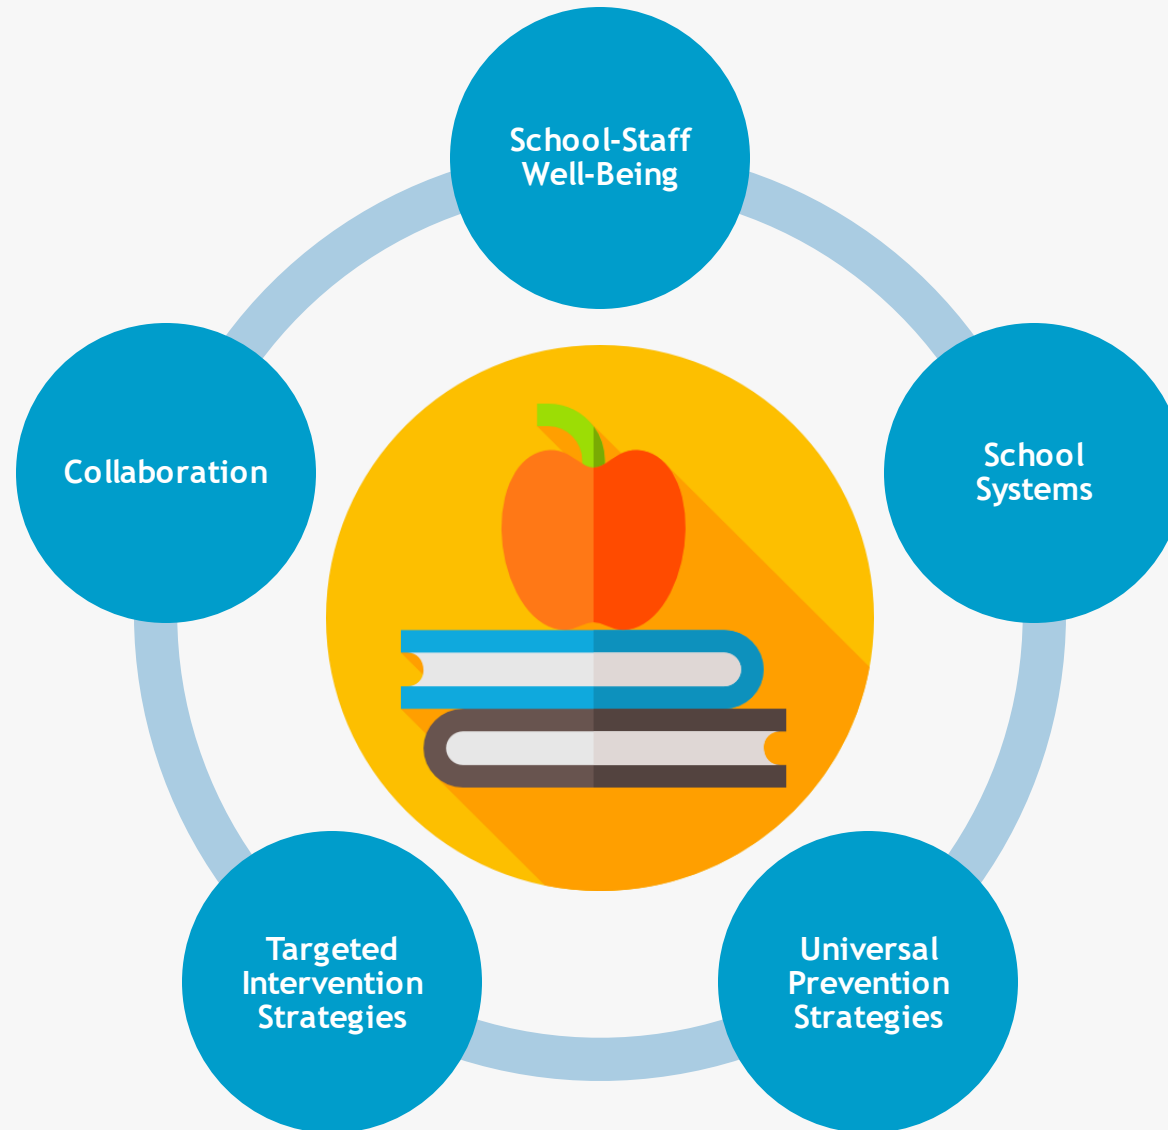 School-Staff
Well-Being
Collaboration
School
Systems
Targeted
Intervention
Strategies
Universal
Prevention
Strategies